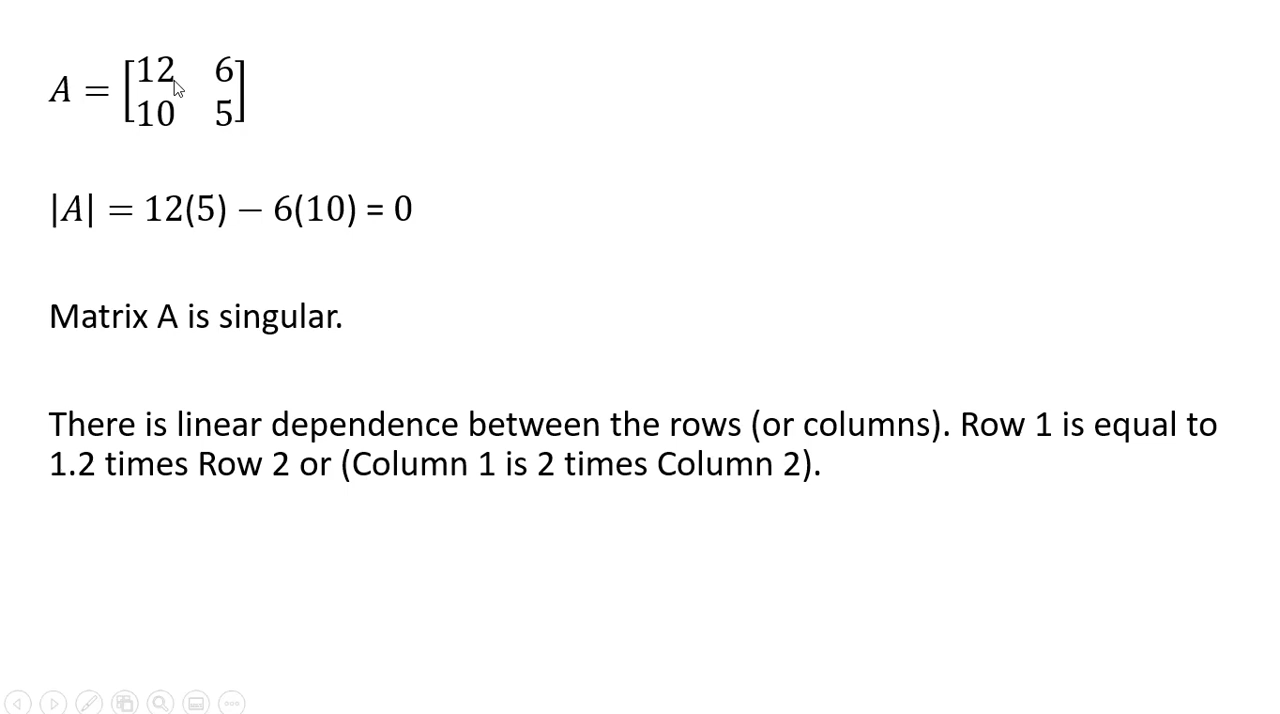 A = [12 6
10 5]
|A| = 12(5) − 6(10) = 0
Matrix A is singular.
There is linear dependence between the rows (or columns). Row 1 is equal to
1.2 times Row 2 or (Column 1 is 2 times Column 2).